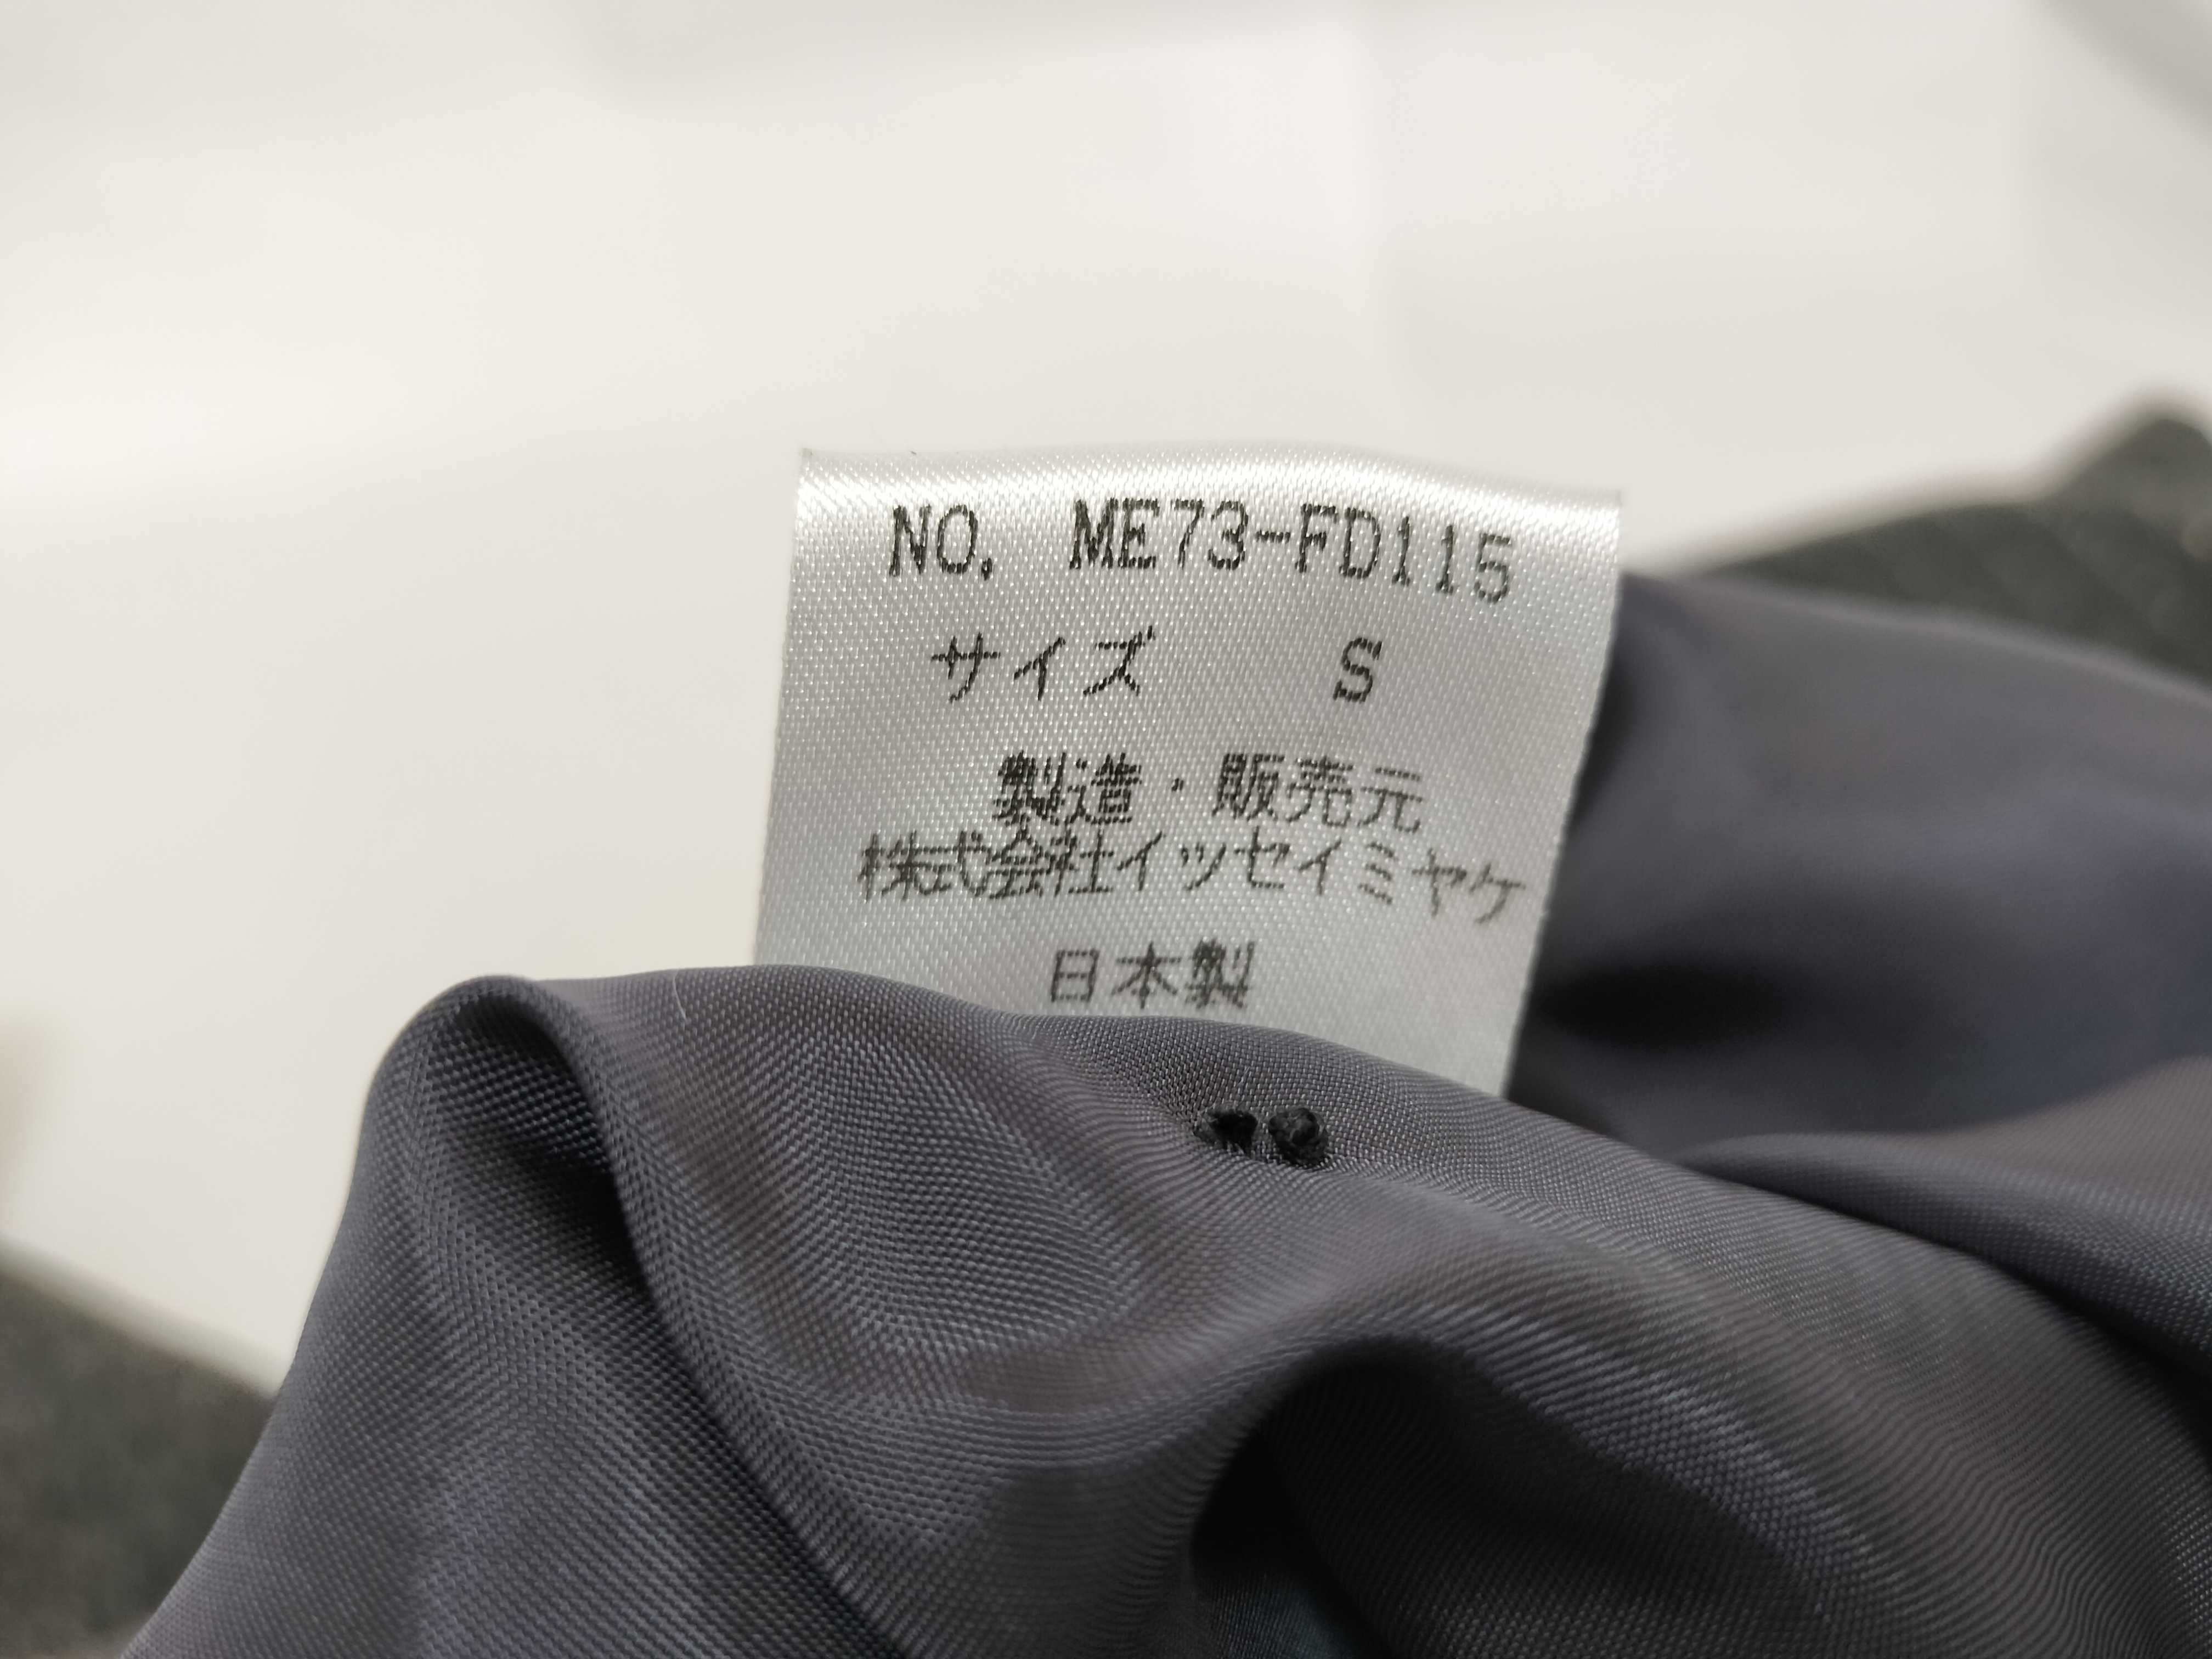 NO. ME73-FD115
サイズ S
製造・販売元
株式会社イッセイミヤケ
日本製